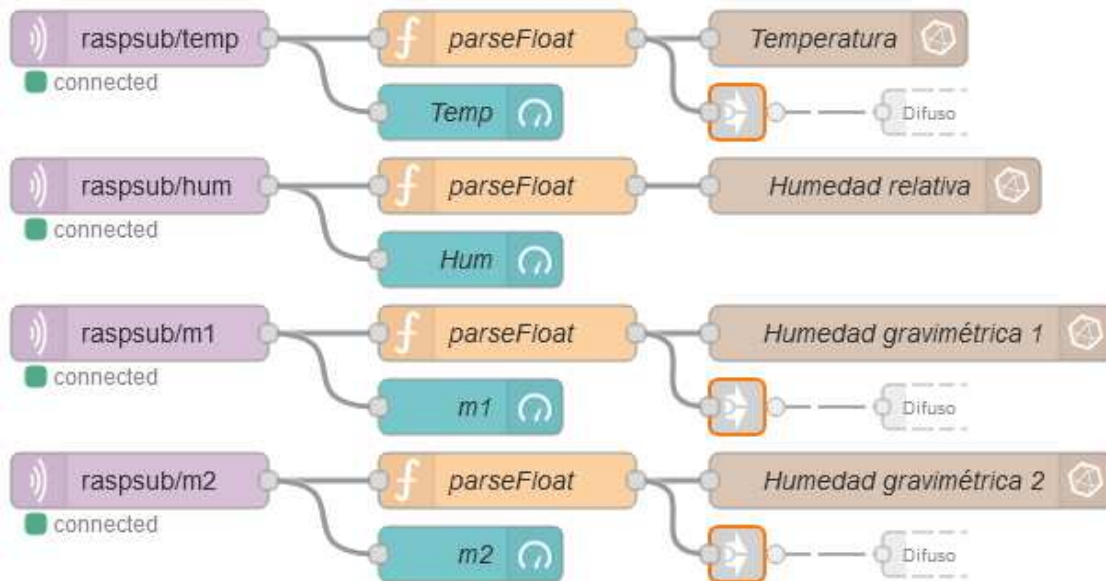 raspsub/temp parseFloat Temperatura
connected
Temp Difuso
raspsub/hum parseFloat Humedad relativa
connected
Hum
raspsub/m1 parseFloat Humedad gravimétrica 1
connected
m1 Difuso
raspsub/m2 parseFloat Humedad gravimétrica 2
connected
m2 Difuso